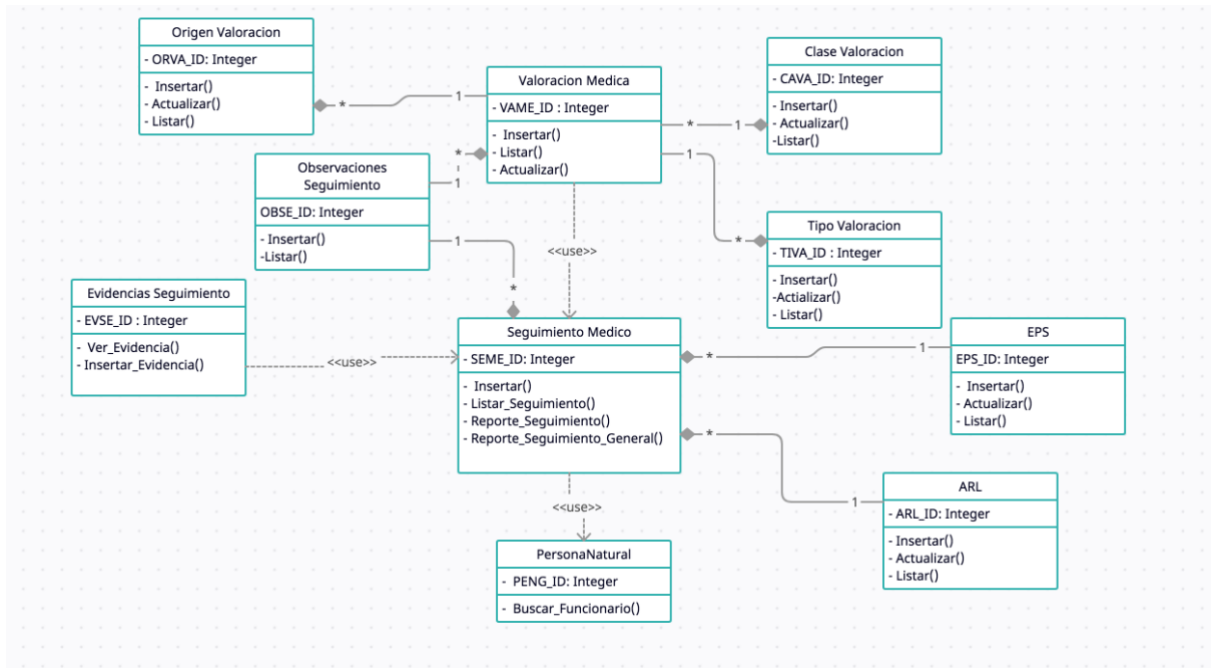 Origen Valoracion
- ORVA_ID: Integer
- Insertar()
- Actualizar()
- Listar()
* 1
Valoracion Medica
- VAME_ID : Integer
- Insertar()
- Listar()
- Actualizar()
* 1
Clase Valoracion
- CAVA_ID: Integer
- Insertar()
- Actualizar()
-Listar()
1
*
Tipo Valoracion
- TIVA_ID : Integer
- Insertar()
-Actializar()
- Listar()
Observaciones
Seguimiento
OBSE_ID: Integer
- Insertar()
-Listar()
*
1
1
*
<<use>>
Evidencias Seguimiento
- EVSE_ID : Integer
- Ver_Evidencia()
- Insertar_Evidencia()
<<use>>
Seguimiento Medico
- SEME_ID: Integer
- Insertar()
- Listar_Seguimiento()
- Reporte_Seguimiento()
- Reporte_Seguimiento_General()
* 1
EPS
EPS_ID: Integer
- Insertar()
- Actualizar()
- Listar()
*
1
ARL
- ARL_ID: Integer
- Insertar()
- Actualizar()
- Listar()
<<use>>
PersonaNatural
- PENG_ID: Integer
- Buscar_Funcionario()